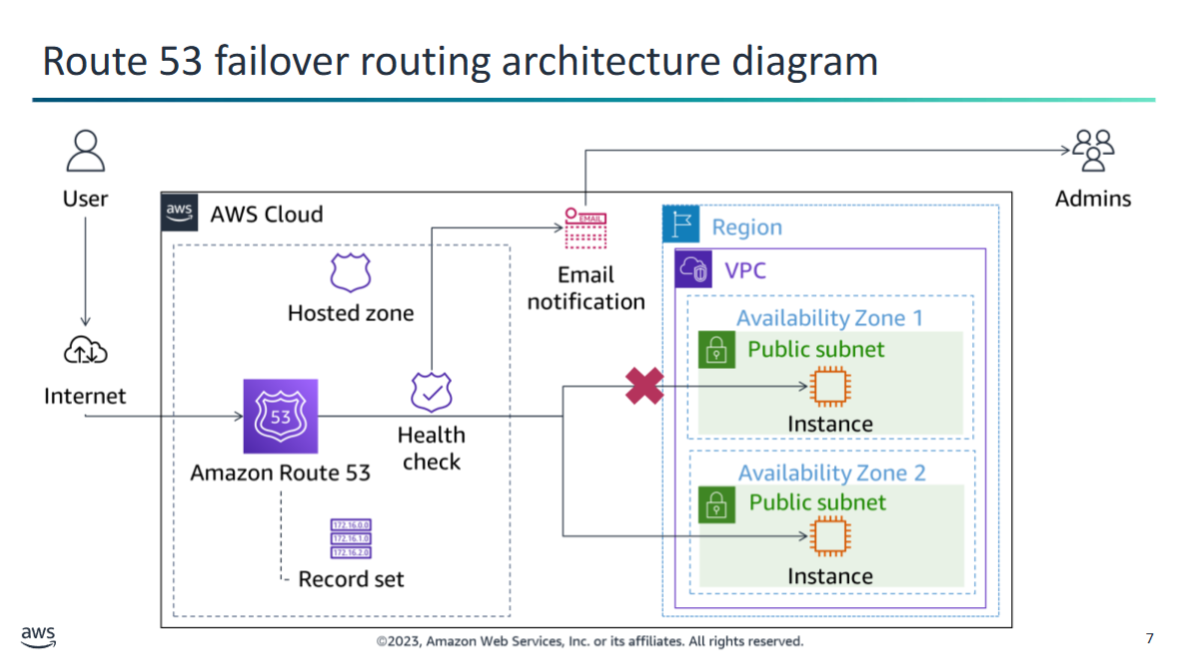 Route 53 failover routing architecture diagram
User
Admins
aws
AWS Cloud
EMAIL
Email
notification
Region
VPC
Hosted zone
Availability Zone 1
Public subnet
Instance
Internet
53
Amazon Route 53
Health
check
Availability Zone 2
Public subnet
Instance
172.16.0.0
172.16.1.0
172.16.2.0
Record set
aws
©2023, Amazon Web Services, Inc. or its affiliates. All rights reserved.
7